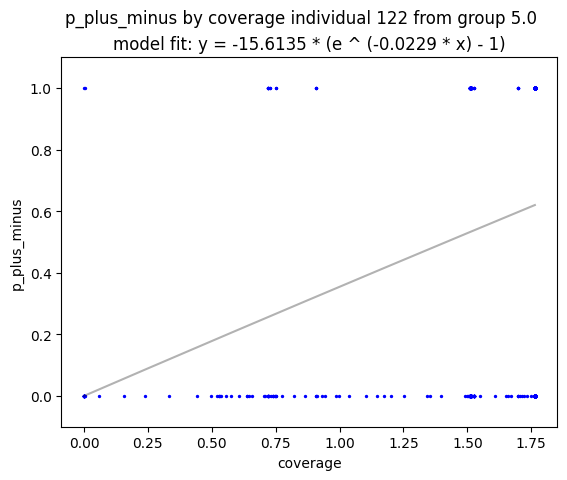 p_plus_minus by coverage individual 122 from group 5.0
model fit: y = -15.6135 * (e ^ (-0.0229 * x) - 1)
1.0
0.8
0.6
0.4
0.2
0.0
p_plus_minus
0.00 0.25 0.50 0.75 1.00 1.25 1.50 1.75
coverage